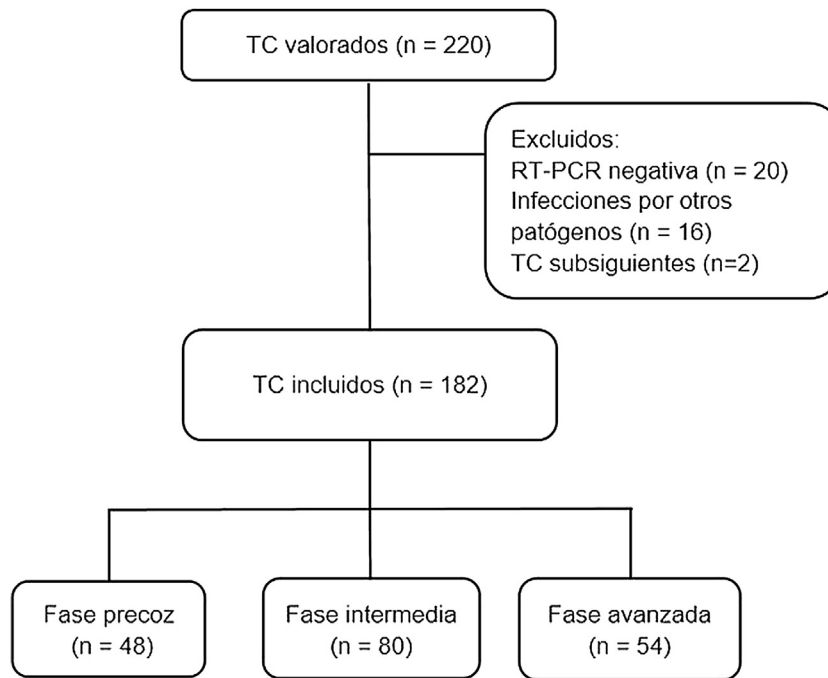 TC valorados (n = 220)
Excluidos:
RT-PCR negativa (n = 20)
Infecciones por otros
patógenos (n = 16)
TC subsiguientes (n=2)
TC incluidos (n = 182)
Fase precoz
(n = 48)
Fase intermedia
(n = 80)
Fase avanzada
(n = 54)